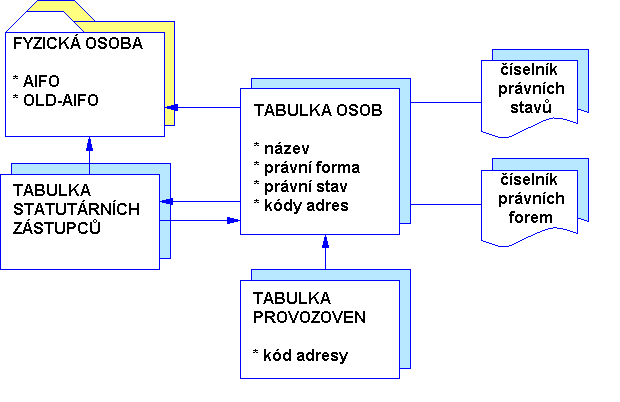 FYZICKÁ OSOBA
* AIFO
* OLD-AIFO
TABULKA OSOB
* název
* právní forma
* právní stav
* kódy adres
číselník
právních
stavů
TABULKA
STATUTÁRNÍCH
ZÁSTUPCŮ
číselník
právních
forem
TABULKA
PROVOZOVEN
* kód adresy